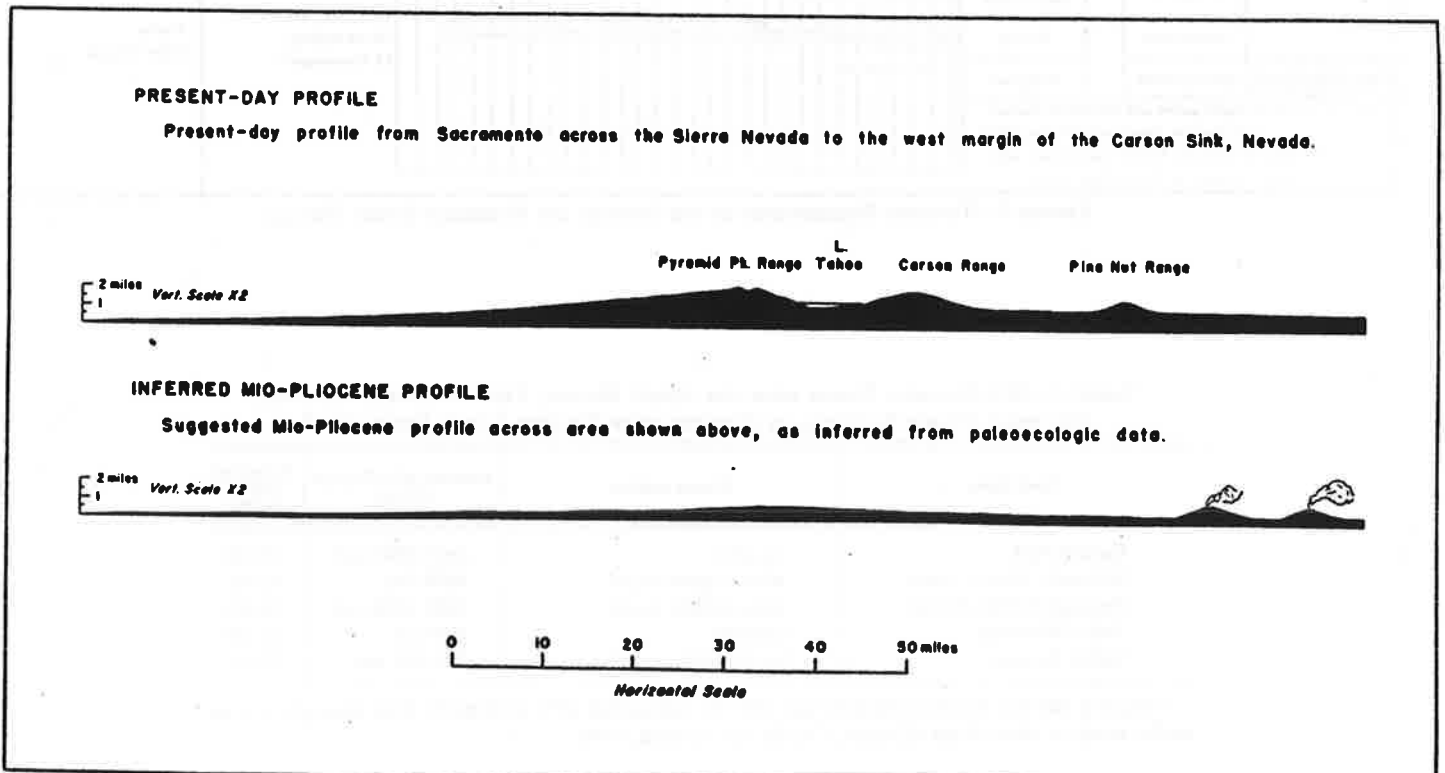 PRESENT-DAY PROFILE
Present-day profile from Sacramento across the Sierra Nevada to the west margin of the Carson Sink, Nevada.
L.
Pyramid Pk. Range Tahoe Carson Range Pine Nut Range
2 miles
1
Vert. Scale X2
INFERRED MIO-PLIOCENE PROFILE
Suggested Mio-Pliocene profile across area shown above, as inferred from paleoecologic data.
2 miles
1
Vert. Scale X2
0 10 20 30 40 50 miles
Horizontal Scale